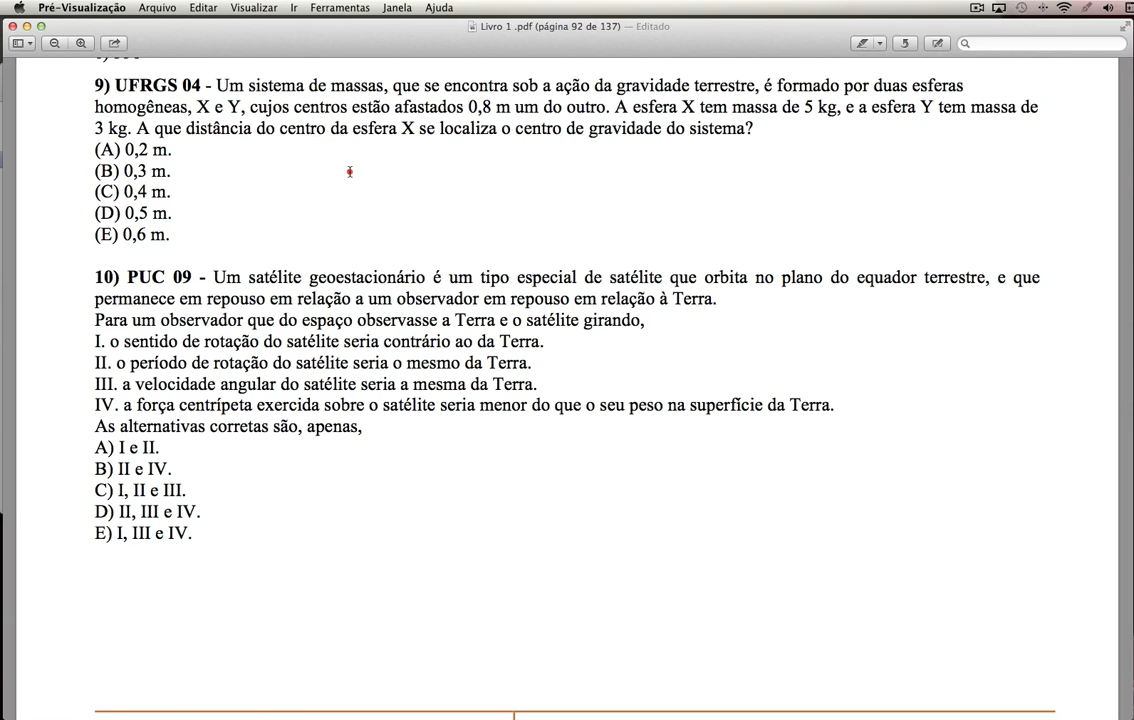 Pré-Visualização Arquivo Editar Visualizar Ir Ferramentas Janela Ajuda
Livro 1 .pdf (página 92 de 137) — Editado
9) UFRGS 04 - Um sistema de massas, que se encontra sob a ação da gravidade terrestre, é formado por duas esferas
homogêneas, X e Y, cujos centros estão afastados 0,8 m um do outro. A esfera X tem massa de 5 kg, e a esfera Y tem massa de
3 kg. A que distância do centro da esfera X se localiza o centro de gravidade do sistema?
(A) 0,2 m.
(B) 0,3 m.
(C) 0,4 m.
(D) 0,5 m.
(E) 0,6 m.
10) PUC 09 - Um satélite geoestacionário é um tipo especial de satélite que orbita no plano do equador terrestre, e que
permanece em repouso em relação a um observador em repouso em relação à Terra.
Para um observador que do espaço observasse a Terra e o satélite girando,
I. o sentido de rotação do satélite seria contrário ao da Terra.
II. o período de rotação do satélite seria o mesmo da Terra.
III. a velocidade angular do satélite seria a mesma da Terra.
IV. a força centrípeta exercida sobre o satélite seria menor do que o seu peso na superfície da Terra.
As alternativas corretas são, apenas,
A) I e II.
B) II e IV.
C) I, II e III.
D) II, III e IV.
E) I, III e IV.